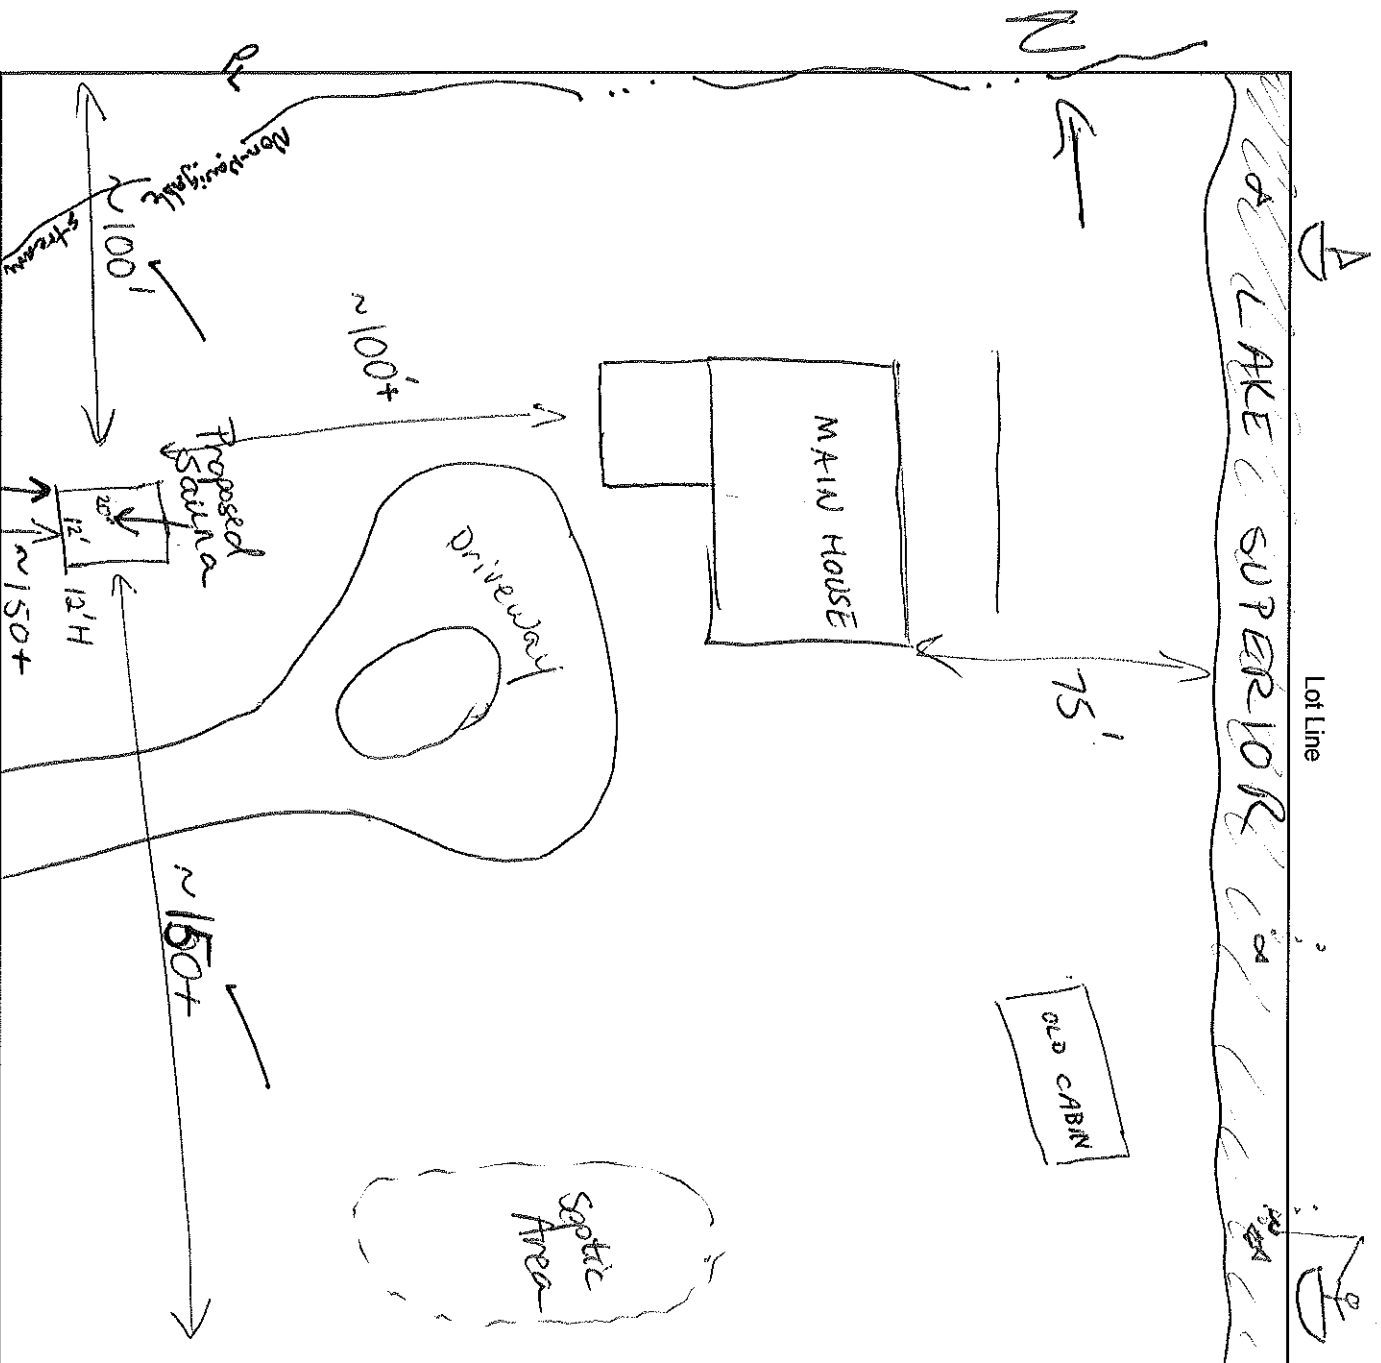 Lot Line
LAKE SUPERIOR
N
75'
OLD CABIN
MAIN HOUSE
~100'+
Driveway
Septic
Area
PL
Non-Navigable
stream
~100'
Proposed
Sauna
20'
12'
12'H
~150+
~150+